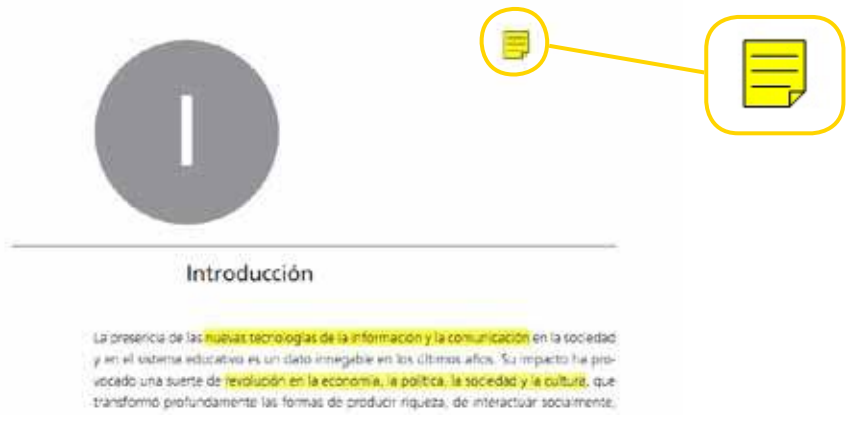 I
Introducción
La presencia de las nuevas tecnologías de la información y la comunicación en la sociedad
y en el sistema educativo es un dato innegable en los últimos años. Su impacto ha pro-
vocado una suerte de revolución en la economía, la política, la sociedad y la cultura, que
transformó profundamente las formas de producir riqueza, de interactuar socialmente,